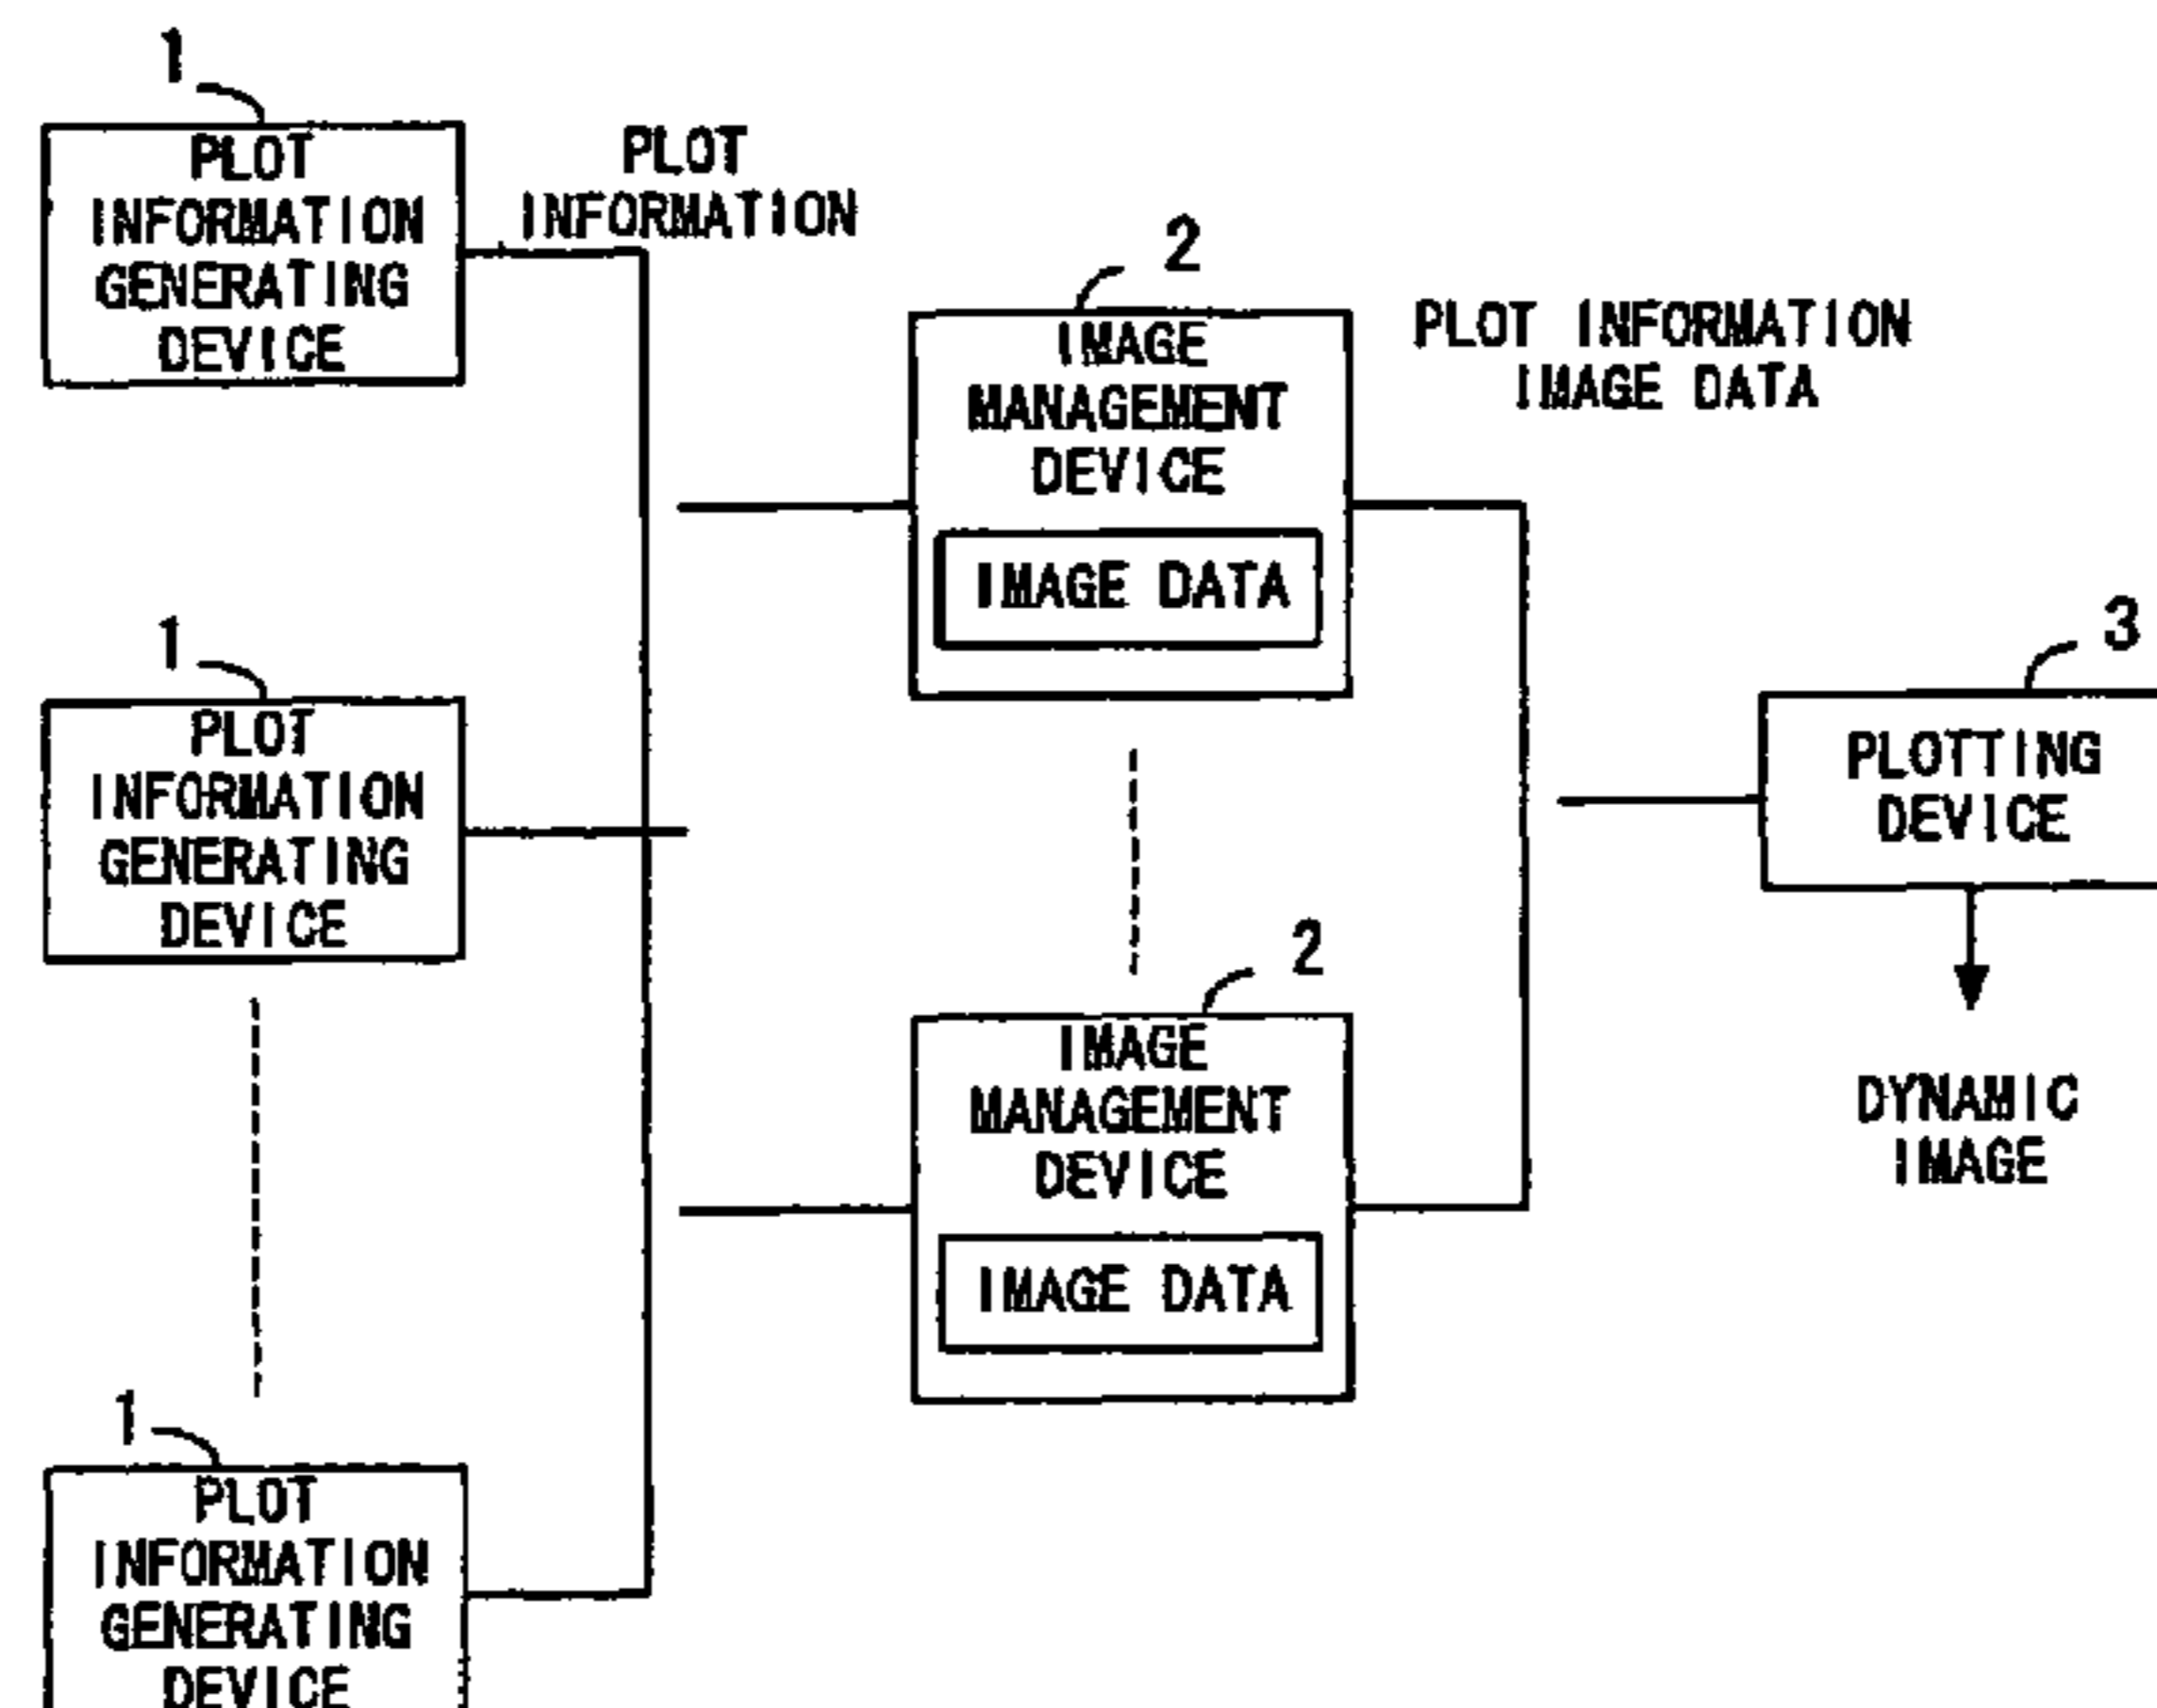 1
PLOT
INFORMATION
GENERATING
DEVICE
PLOT
INFORMATION
2
IMAGE
MANAGEMENT
DEVICE
IMAGE DATA
PLOT INFORMATION
IMAGE DATA
1
PLOT
INFORMATION
GENERATING
DEVICE
3
PLOTTING
DEVICE
DYNAMIC
IMAGE
2
IMAGE
MANAGEMENT
DEVICE
IMAGE DATA
1
PLOT
INFORMATION
GENERATING
DEVICE